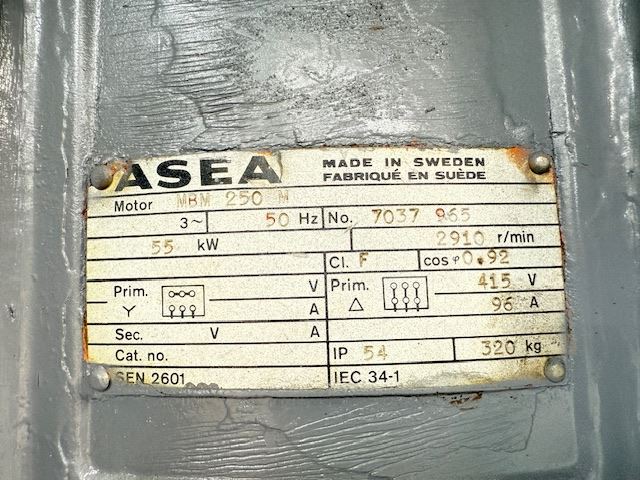 ASEA
MADE IN SWEDEN
FABRIQUÉ EN SUÈDE
Motor MBM 250 M
3~ 50 Hz No. 7037 965
55 kW 2910 r/min
Cl. F cos φ 0.92
Prim. V Prim. 415 V
Y A △ 96 A
Sec. V A
Cat. no. IP 54 320 kg
SEN 2601 IEC 34-1